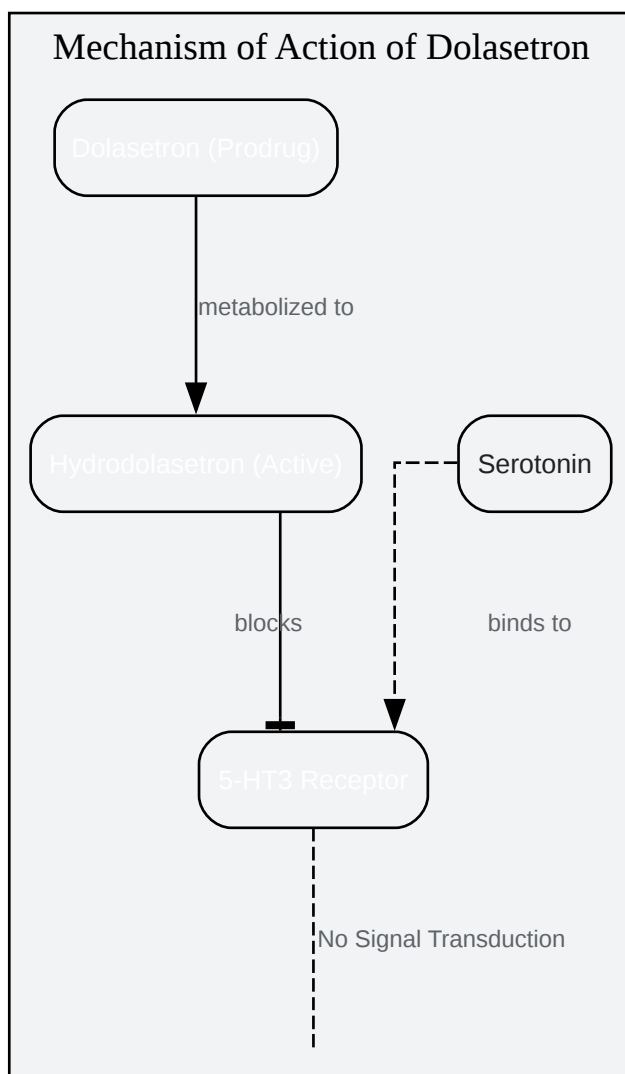 Mechanism of Action of Dolasetron
Dolasetron (Prodrug)
metabolized to
Hydrodolasetron (Active)
Serotonin
blocks
binds to
5-HT3 Receptor
No Signal Transduction